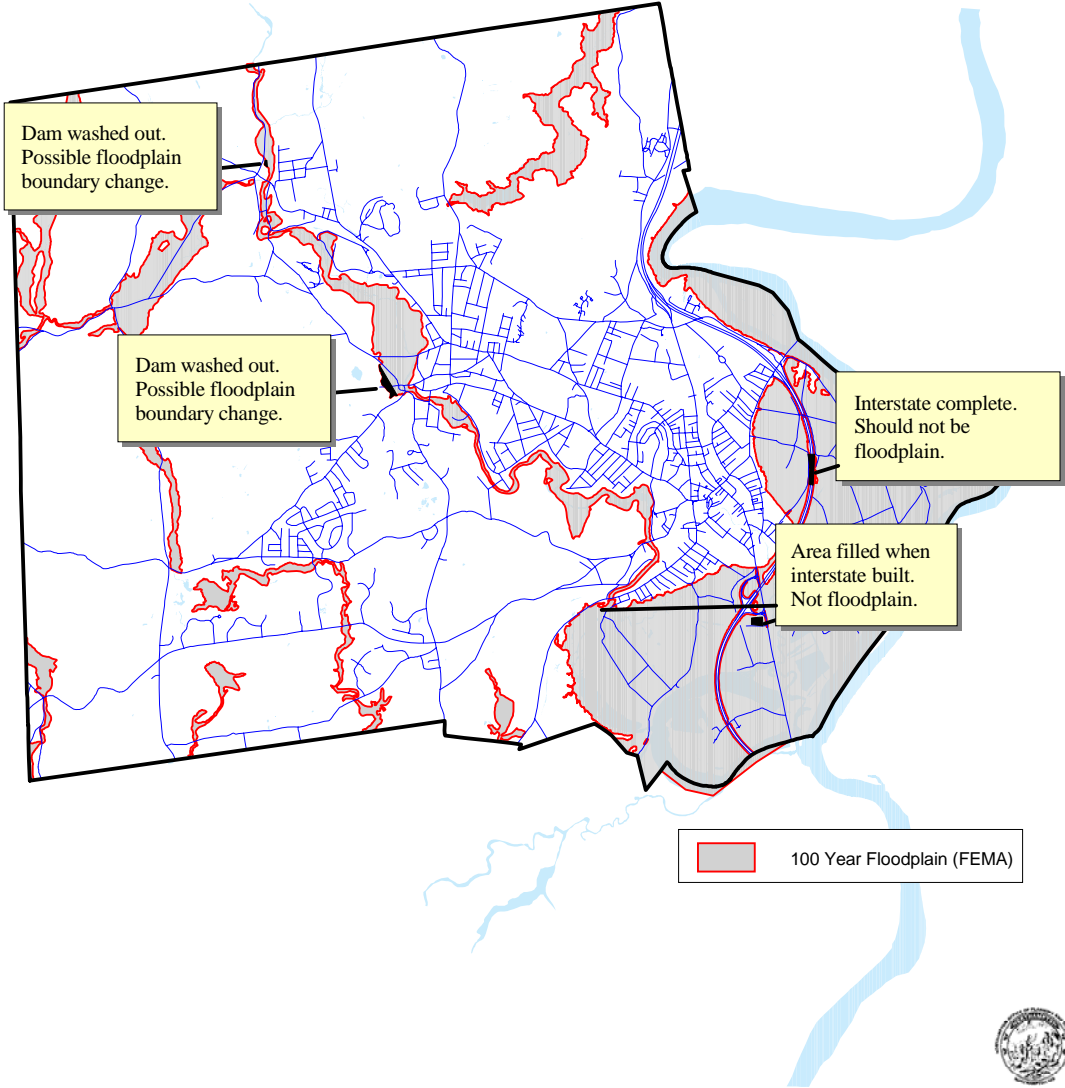 Dam washed out.
Possible floodplain
boundary change.
Dam washed out.
Possible floodplain
boundary change.
Interstate complete.
Should not be
floodplain.
Area filled when
interstate built.
Not floodplain.
100 Year Floodplain (FEMA)